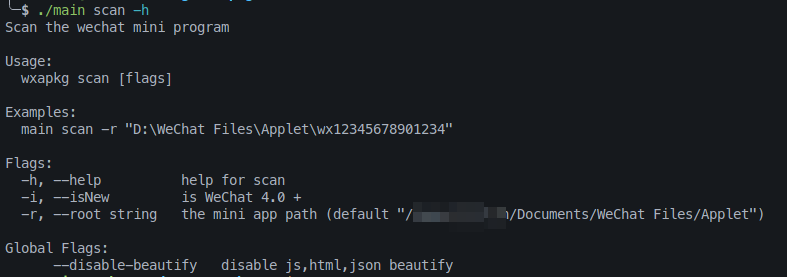 $ ./main scan -h
Scan the wechat mini program
Usage:
wxapkg scan [flags]
Examples:
main scan -r "D:\WeChat Files\Applet\wx12345678901234"
Flags:
-h, --help help for scan
-i, --isNew is WeChat 4.0 +
-r, --root string the mini app path (default "/ /Documents/WeChat Files/Applet")
Global Flags:
--disable-beautify disable js,html,json beautify